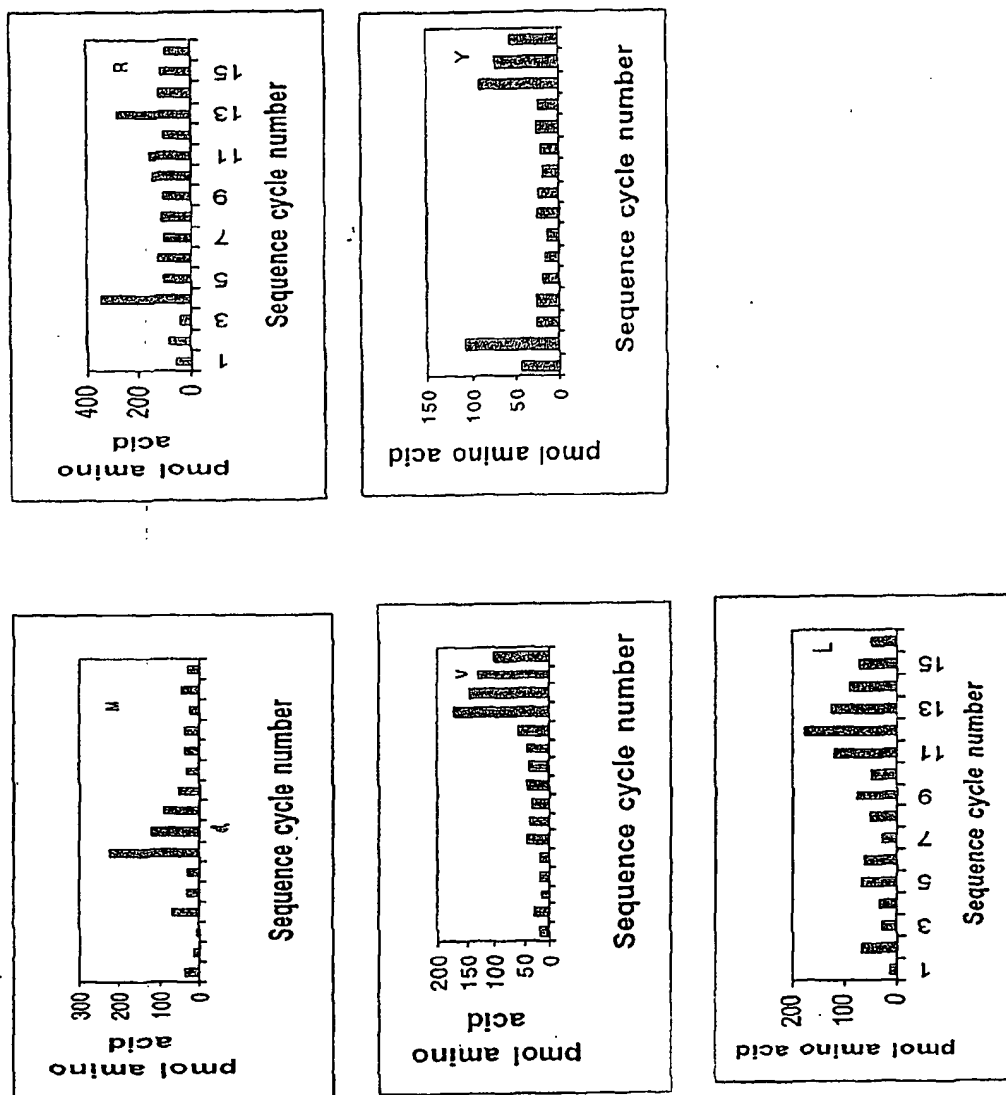 pmol amino acid
200
100
0
L
1 3 5 7 9 11 13 15
Sequence cycle number
pmol amino
acid
200
150
100
50
0
V
Sequence cycle number
pmol amino
acid
300
200
100
0
M
Sequence cycle number
pmol amino acid
150
100
50
0
Y
Sequence cycle number
pmol amino
acid
400
200
0
R
1 3 5 7 9 11 13 15
Sequence cycle number